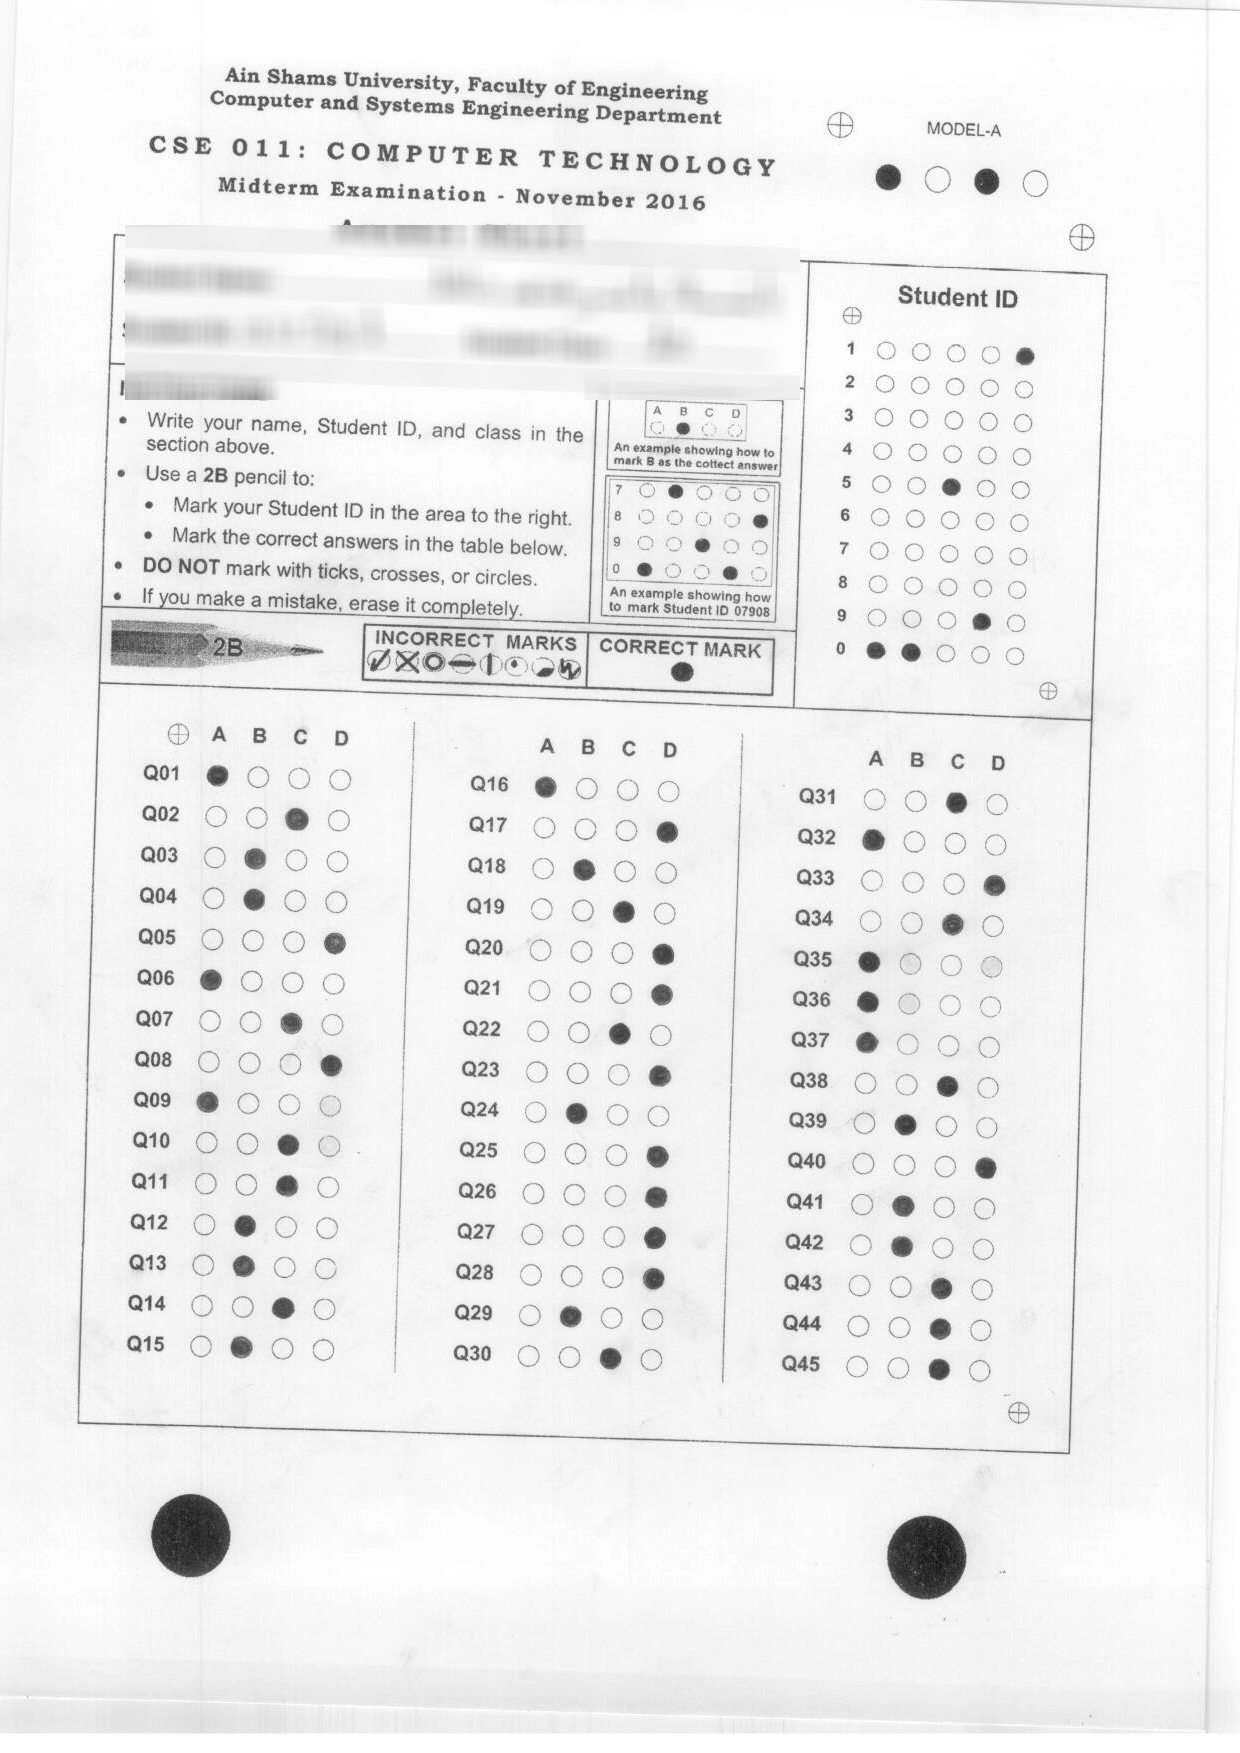 Ain Shams University, Faculty of Engineering
Computer and Systems Engineering Department
CSE 011: COMPUTER TECHNOLOGY
Midterm Examination - November 2016
MODEL-A
Student ID
1
2
3
4
5
6
7
8
9
0
• Write your name, Student ID, and class in the
section above.
• Use a 2B pencil to:
• Mark your Student ID in the area to the right.
• Mark the correct answers in the table below.
• DO NOT mark with ticks, crosses, or circles.
• If you make a mistake, erase it completely.
A B C D
An example showing how to
mark B as the cottect answer
7
8
9
0
An example showing how
to mark Student ID 07908
2B
INCORRECT MARKS
CORRECT MARK
A B C D
Q01
Q02
Q03
Q04
Q05
Q06
Q07
Q08
Q09
Q10
Q11
Q12
Q13
Q14
Q15
A B C D
Q16
Q17
Q18
Q19
Q20
Q21
Q22
Q23
Q24
Q25
Q26
Q27
Q28
Q29
Q30
A B C D
Q31
Q32
Q33
Q34
Q35
Q36
Q37
Q38
Q39
Q40
Q41
Q42
Q43
Q44
Q45